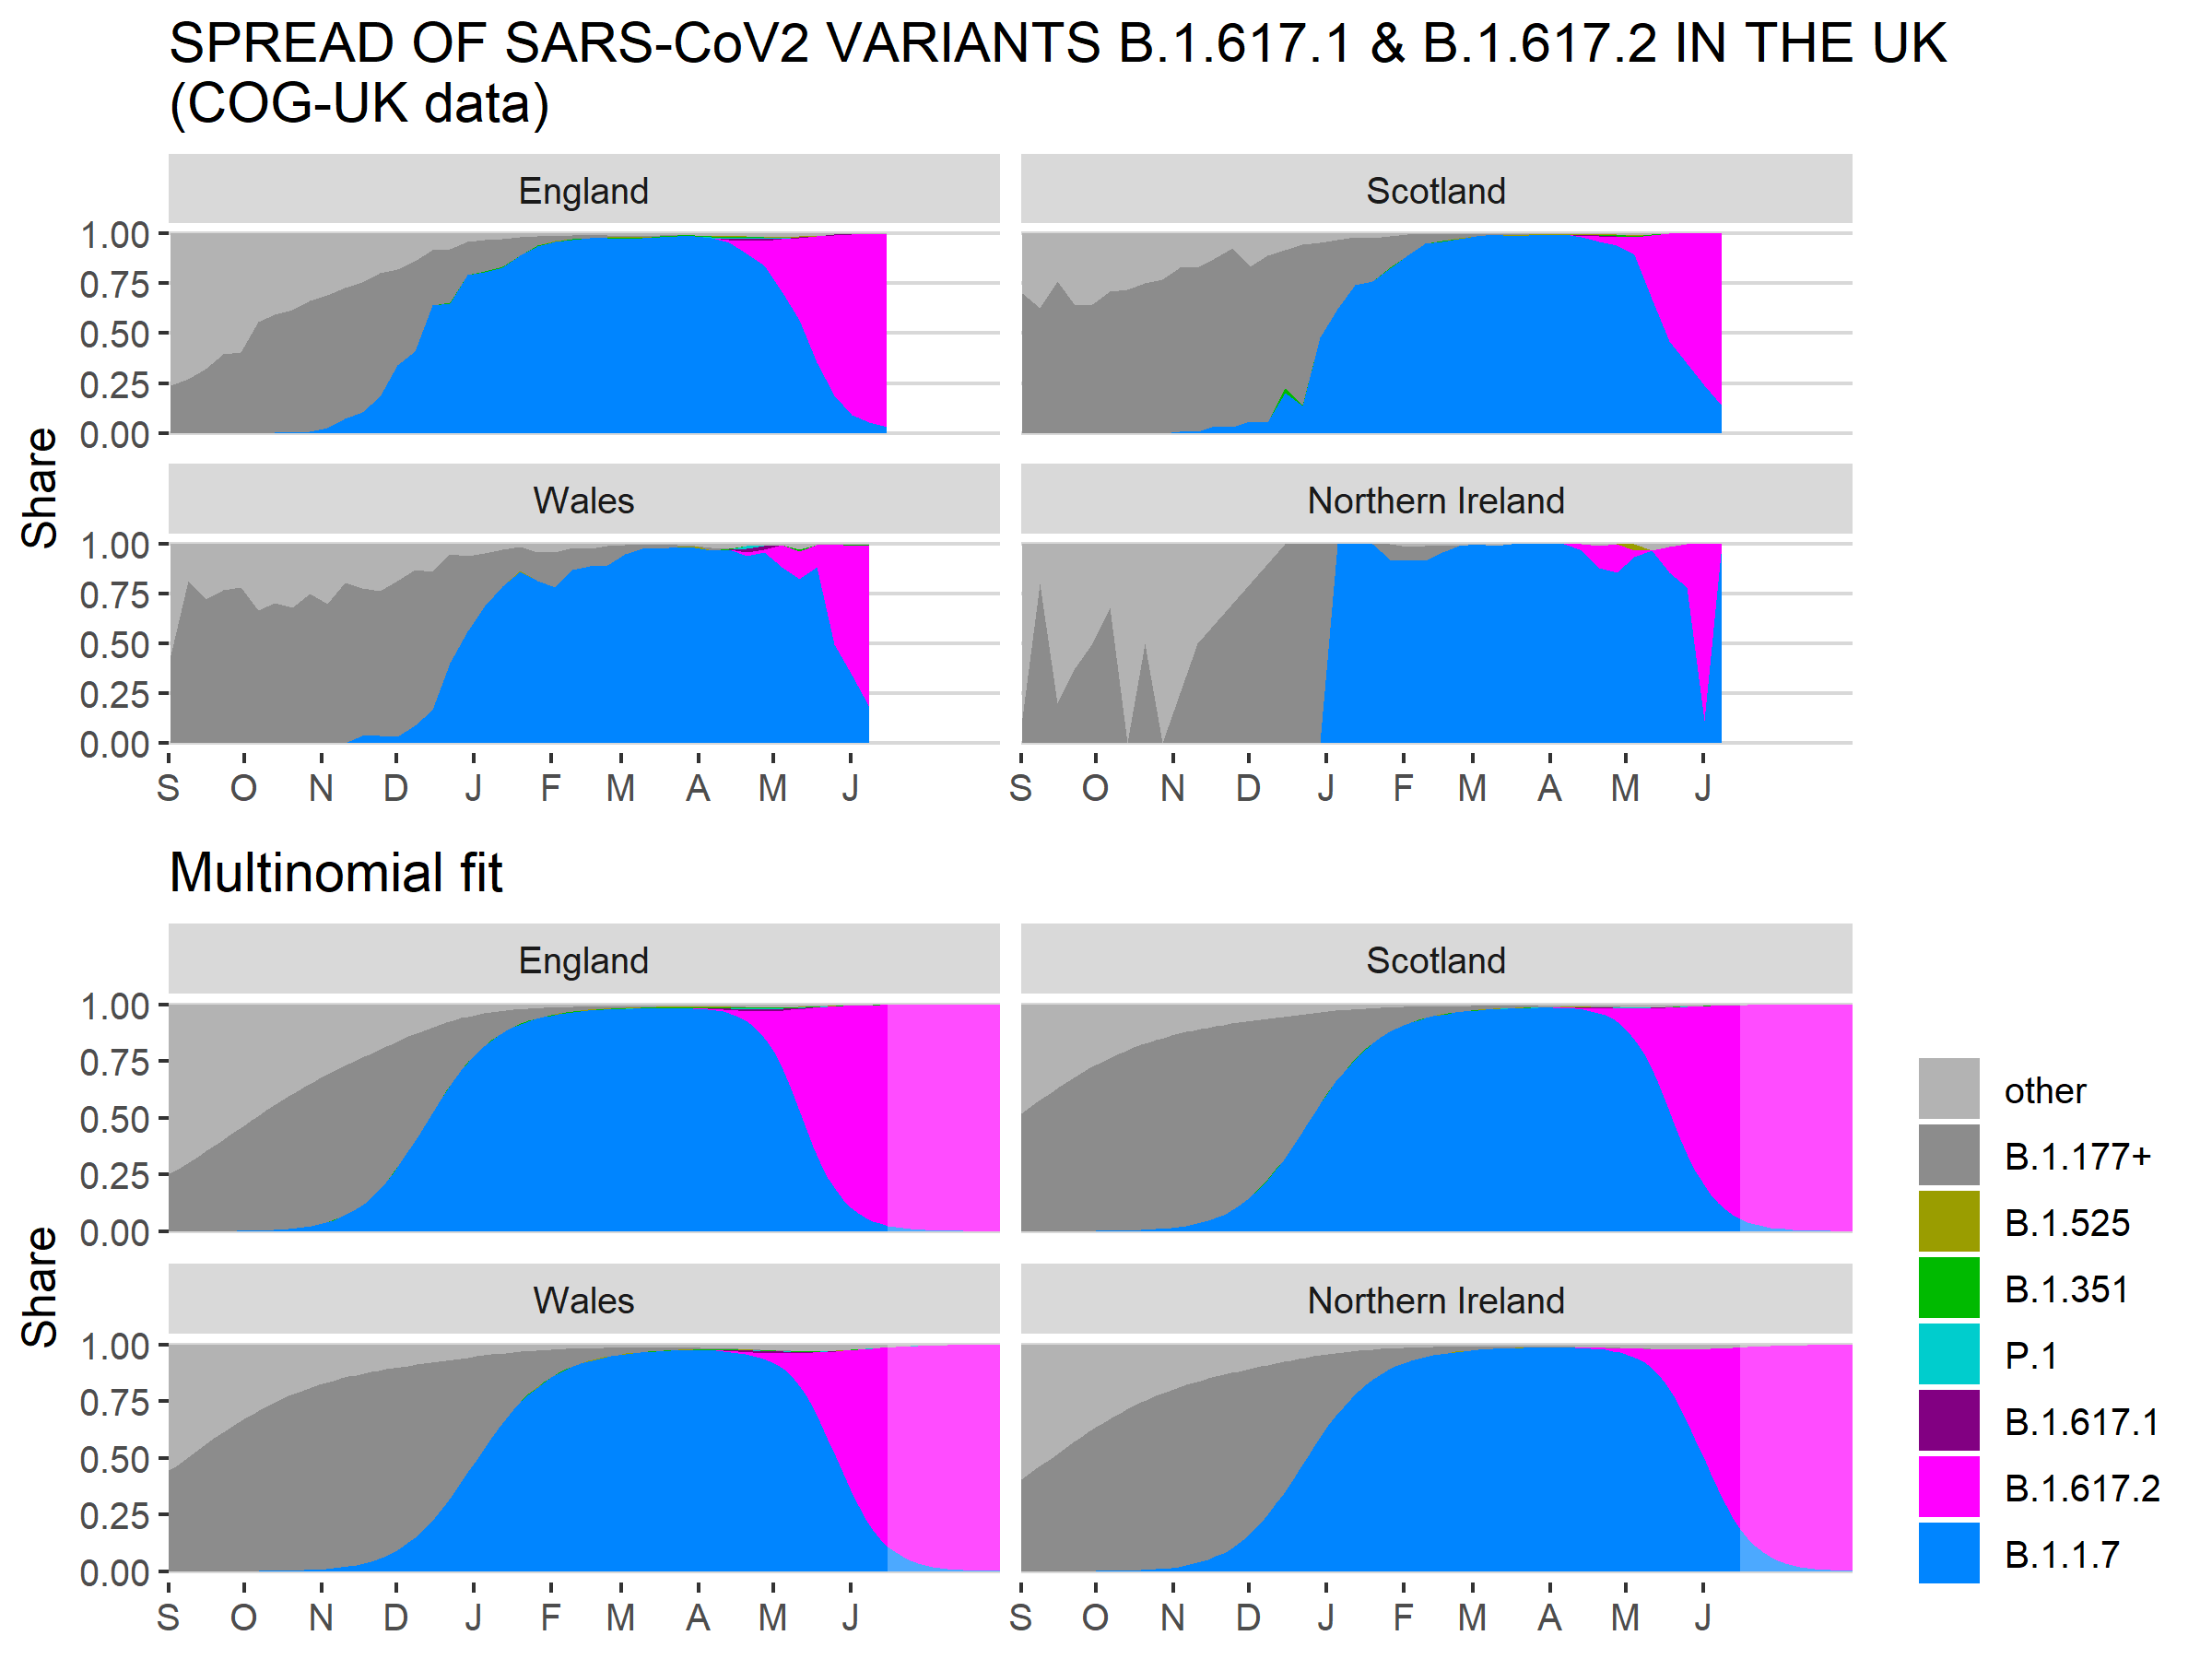 SPREAD OF SARS-CoV2 VARIANTS B.1.617.1 & B.1.617.2 IN THE UK
(COG-UK data)
England
Scotland
1.00
0.75
0.50
0.25
0.00
Share
Wales
Northern Ireland
1.00
0.75
0.50
0.25
0.00
S O N D J F M A M J
S O N D J F M A M J
Multinomial fit
England
Scotland
1.00
0.75
0.50
0.25
0.00
Share
Wales
Northern Ireland
1.00
0.75
0.50
0.25
0.00
S O N D J F M A M J
S O N D J F M A M J
other
B.1.177+
B.1.525
B.1.351
P.1
B.1.617.1
B.1.617.2
B.1.1.7